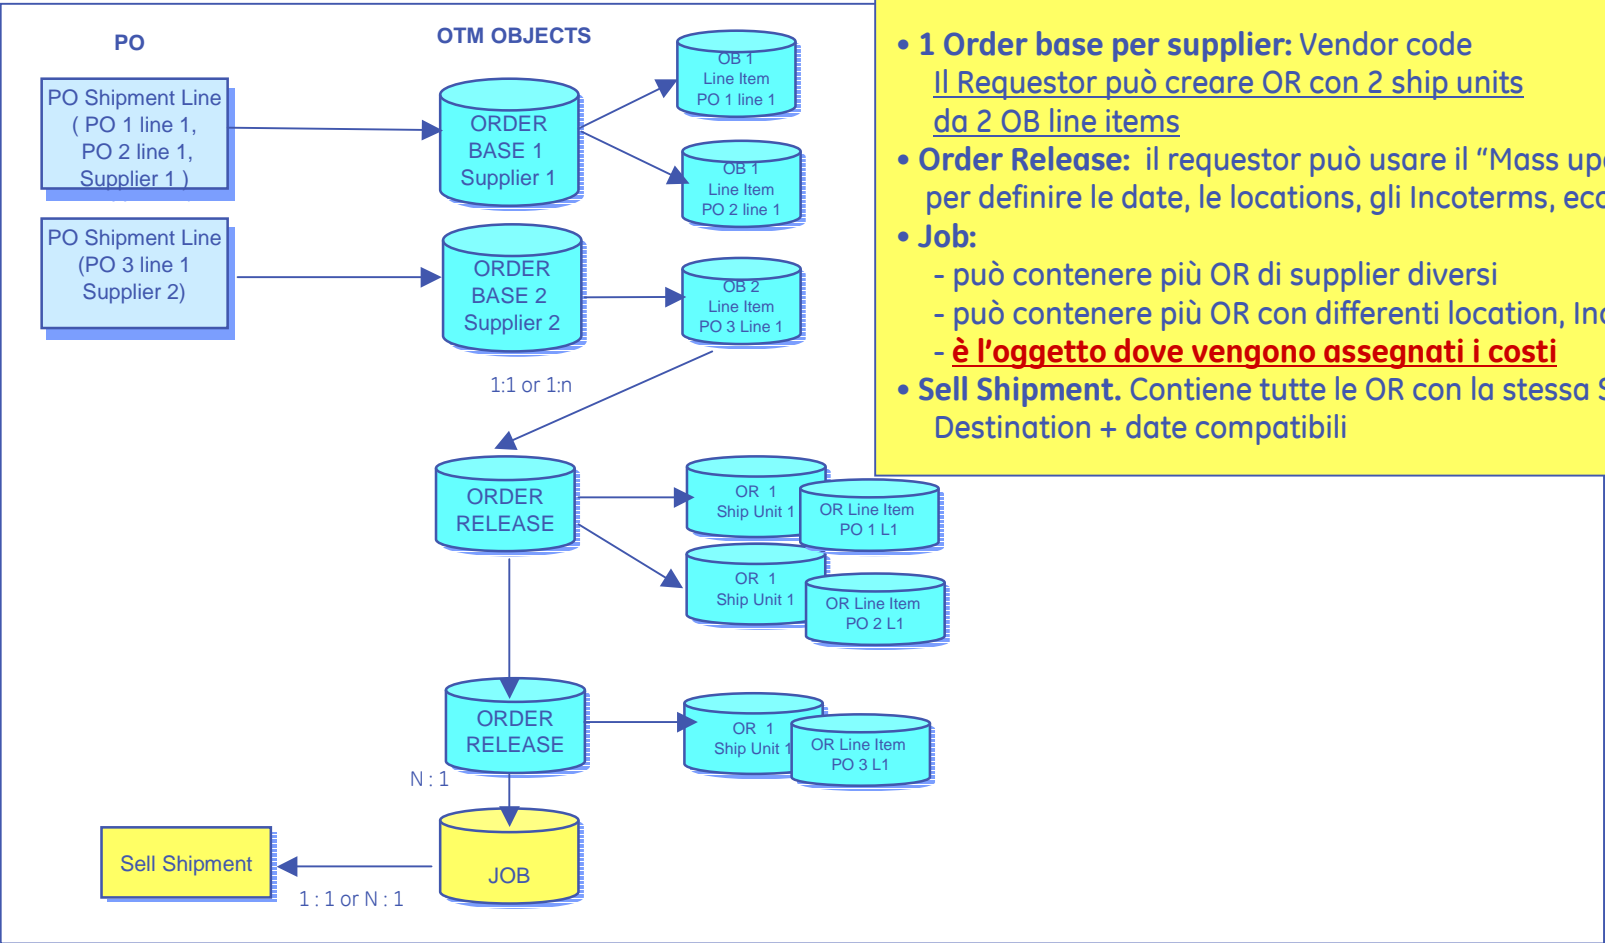 PO
OTM OBJECTS
PO Shipment Line
( PO 1 line 1,
PO 2 line 1,
Supplier 1 )
ORDER
BASE 1
Supplier 1
OB 1
Line Item
PO 1 line 1
OB 1
Line Item
PO 2 line 1
PO Shipment Line
(PO 3 line 1
Supplier 2)
ORDER
BASE 2
Supplier 2
OB 2
Line Item
PO 3 Line 1
1:1 or 1:n
ORDER
RELEASE
OR 1
Ship Unit 1
OR Line Item
PO 1 L1
OR 1
Ship Unit 1
OR Line Item
PO 2 L1
ORDER
RELEASE
OR 1
Ship Unit 1
OR Line Item
PO 3 L1
N : 1
JOB
Sell Shipment
1 : 1 or N : 1
• 1 Order base per supplier: Vendor code
Il Requestor può creare OR con 2 ship units
da 2 OB line items
• Order Release: il requestor può usare il “Mass
per definire le date, le locations, gli Incoterms,
• Job:
- può contenere più OR di supplier diversi
- può contenere più OR con differenti location,
- è l’oggetto dove vengono assegnati i costi
• Sell Shipment. Contiene tutte le OR con la stessa
Destination + date compatibili